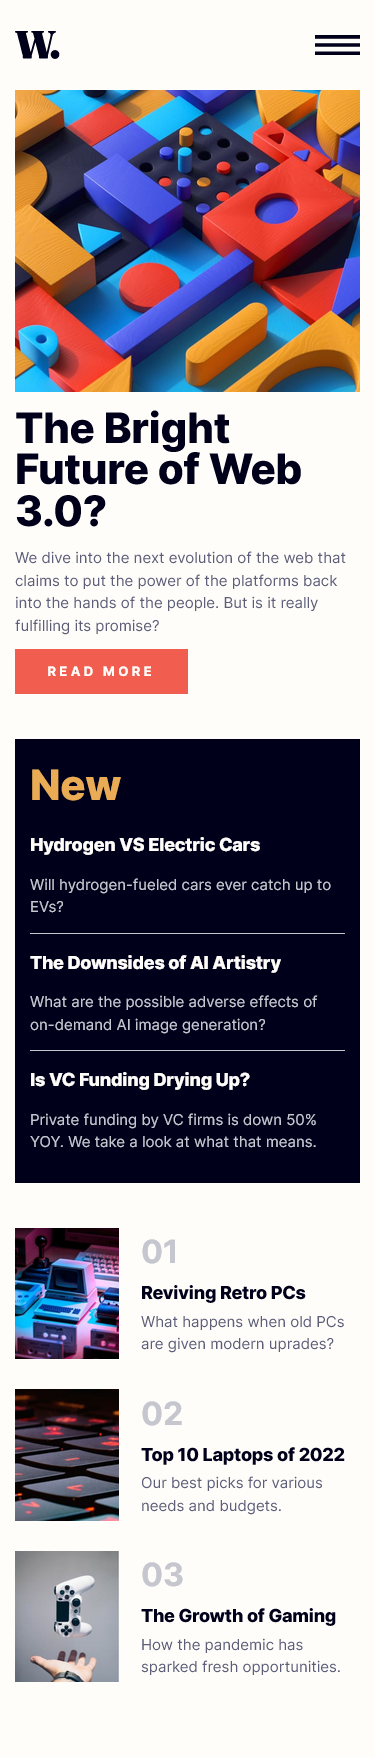 W.
The Bright
Future of Web
3.0?
We dive into the next evolution of the web that
claims to put the power of the platforms back
into the hands of the people. But is it really
fulfilling its promise?
READ MORE
New
Hydrogen VS Electric Cars
Will hydrogen-fueled cars ever catch up to
EVs?
The Downsides of AI Artistry
What are the possible adverse effects of
on-demand AI image generation?
Is VC Funding Drying Up?
Private funding by VC firms is down 50%
YOY. We take a look at what that means.
01
Reviving Retro PCs
What happens when old PCs
are given modern uprades?
02
Top 10 Laptops of 2022
Our best picks for various
needs and budgets.
03
The Growth of Gaming
How the pandemic has
sparked fresh opportunities.